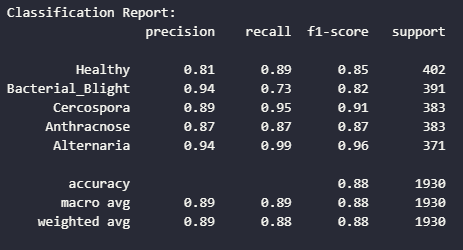 Classification Report:
precision recall f1-score support
Healthy 0.81 0.89 0.85 402
Bacterial_Blight 0.94 0.73 0.82 391
Cercospora 0.89 0.95 0.91 383
Anthracnose 0.87 0.87 0.87 383
Alternaria 0.94 0.99 0.96 371
accuracy 0.88 1930
macro avg 0.89 0.89 0.88 1930
weighted avg 0.89 0.88 0.88 1930